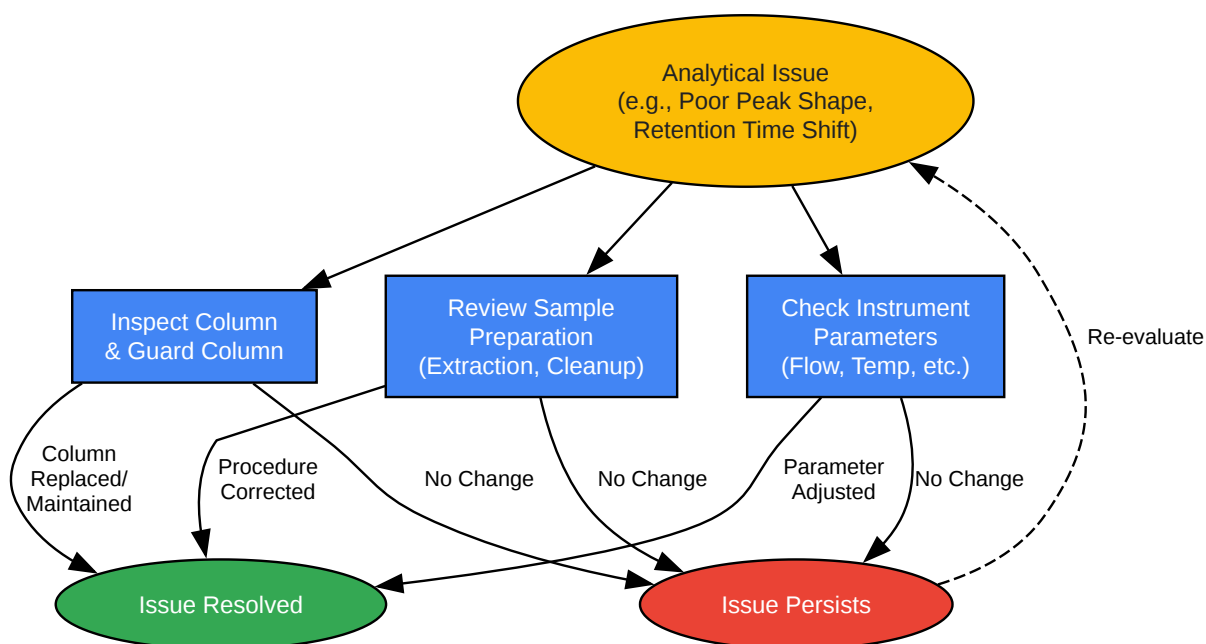 Analytical Issue
(e.g., Poor Peak Shape,
Retention Time Shift)
Inspect Column
& Guard Column
Review Sample
Preparation
(Extraction, Cleanup)
Check Instrument
Parameters
(Flow, Temp, etc.)
Re-evaluate
Column
Replaced/
Maintained
Procedure
Corrected
No Change
No Change
Parameter
Adjusted
No Change
Issue Resolved
Issue Persists